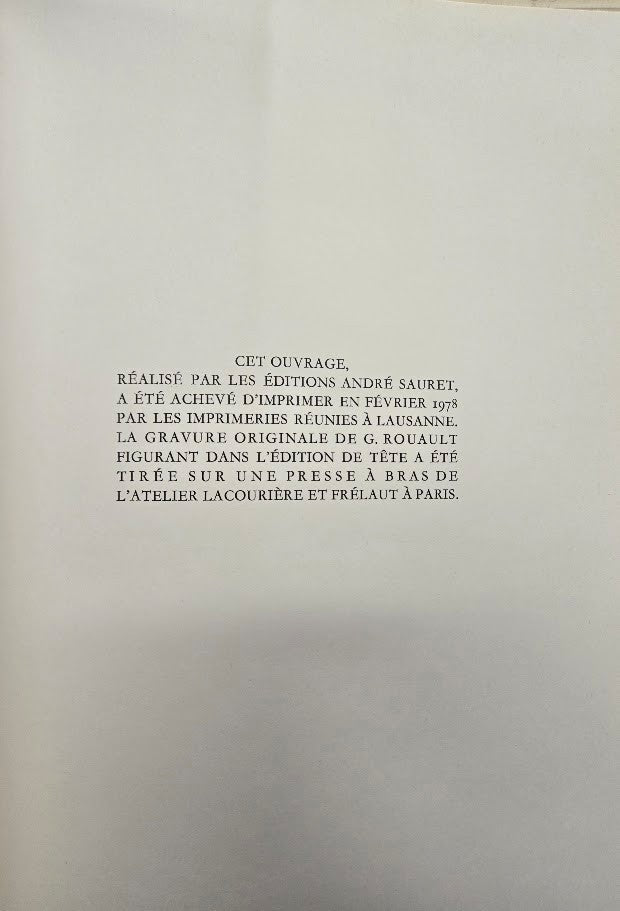 CET OUVRAGE,
RÉALISÉ PAR LES ÉDITIONS ANDRÉ SAURET,
A ÉTÉ ACHEVÉ D'IMPRIMER EN FÉVRIER 1978
PAR LES IMPRIMERIES RÉUNIES À LAUSANNE.
LA GRAVURE ORIGINALE DE G. ROUAULT
FIGURANT DANS L'ÉDITION DE TÊTE A ÉTÉ
TIRÉE SUR UNE PRESSE À BRAS DE
L'ATELIER LACOURIÈRE ET FRÉLAUT À PARIS.